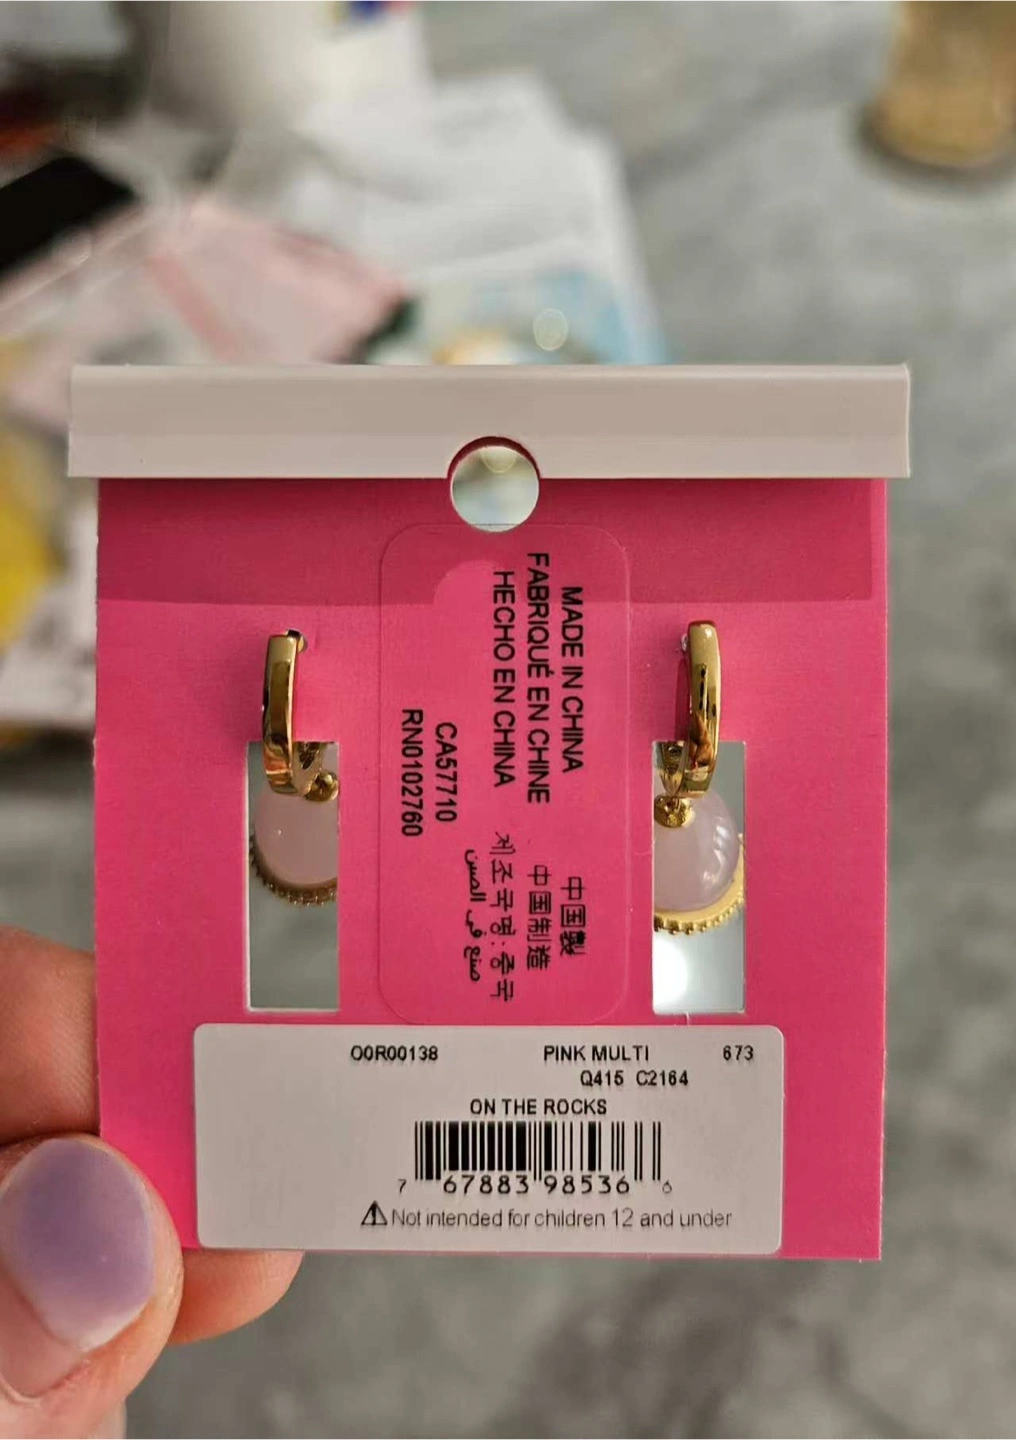 MADE IN CHINA
FABRIQUÉ EN CHINE
HECHO EN CHINA
CA57710
RN0102760
中国製
中国制造
제조국명:중국
صنع في الصين
O0R00138 PINK MULTI 673
Q415 C2164
ON THE ROCKS
7 67883 98536 6
⚠Not intended for children 12 and under